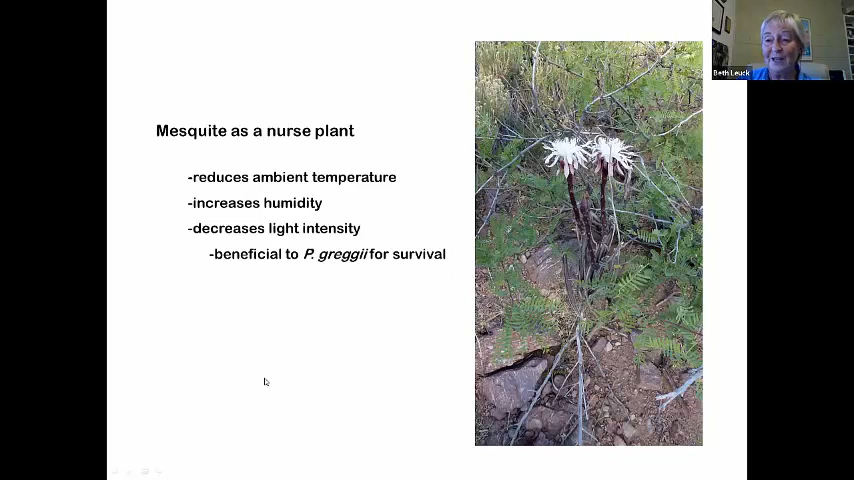 Beth Leuck
Mesquite as a nurse plant
-reduces ambient temperature
-increases humidity
-decreases light intensity
-beneficial to P. greggii for survival